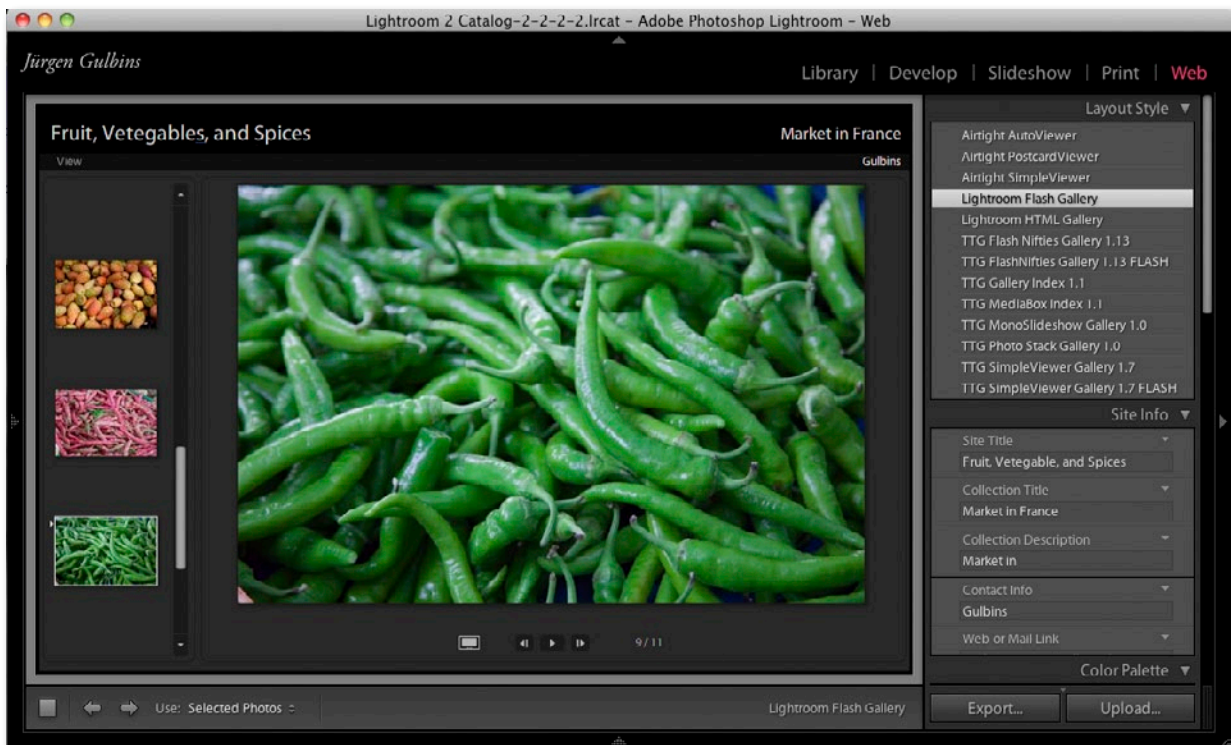 Lightroom 2 Catalog-2-2-2-2.lrcat - Adobe Photoshop Lightroom - Web
Jürgen Gulbins
Library | Develop | Slideshow | Print | Web
Fruit, Vetegables, and Spices
Market in France
View
Gulbins
9/11
Use: Selected Photos
Lightroom Flash Gallery
Layout Style
Airtight AutoViewer
Airtight PostcardViewer
Airtight SimpleViewer
Lightroom Flash Gallery
Lightroom HTML Gallery
TTG Flash Nifties Gallery 1.13
TTG FlashNifties Gallery 1.13 FLASH
TTG Gallery Index 1.1
TTG MediaBox Index 1.1
TTG MonoSlideshow Gallery 1.0
TTG Photo Stack Gallery 1.0
TTG SimpleViewer Gallery 1.7
TTG SimpleViewer Gallery 1.7 FLASH
Site Info
Site Title
Fruit, Vetegable, and Spices
Collection Title
Market in France
Collection Description
Market in
Contact Info
Gulbins
Web or Mail Link
Color Palette
Export...
Upload...